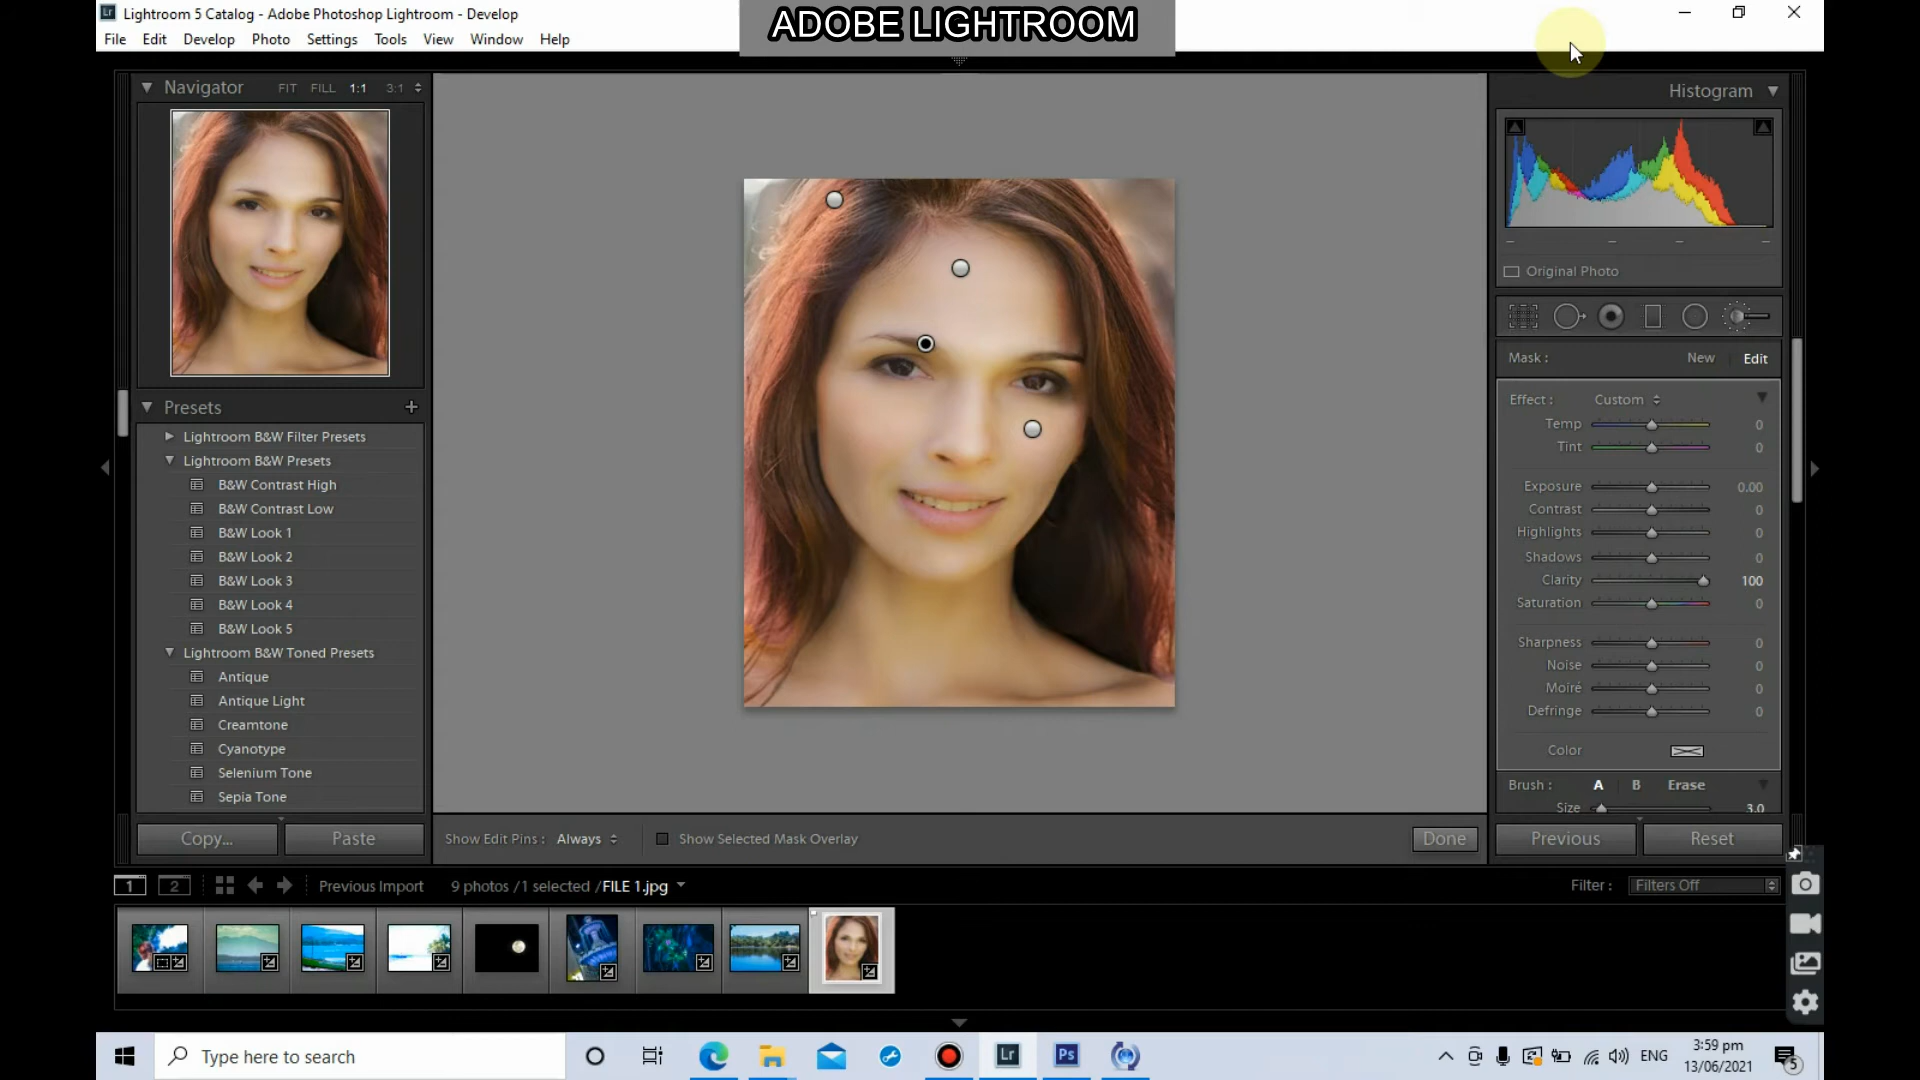 Lightroom 5 Catalog - Adobe Photoshop Lightroom - Develop
ADOBE LIGHTROOM
File Edit Develop Photo Settings Tools View Window Help
Navigator FIT FILL 1:1 3:1
Histogram
Original Photo
Mask : New Edit
Effect : Custom
Temp 0
Tint 0
Exposure 0.00
Contrast 0
Highlights 0
Shadows 0
Clarity 100
Saturation 0
Sharpness 0
Noise 0
Moiré 0
Defringe 0
Color
Brush : A B Erase
Size 3.0
Presets +
Lightroom B&W Filter Presets
Lightroom B&W Presets
B&W Contrast High
B&W Contrast Low
B&W Look 1
B&W Look 2
B&W Look 3
B&W Look 4
B&W Look 5
Lightroom B&W Toned Presets
Antique
Antique Light
Creamtone
Cyanotype
Selenium Tone
Sepia Tone
Copy... Paste
Show Edit Pins : Always Show Selected Mask Overlay Done
Previous Reset
1 2 Previous Import 9 photos /1 selected /FILE 1.jpg
Filter : Filters Off
Type here to search
Lr Ps
ENG
3:59 pm
13/06/2021
5